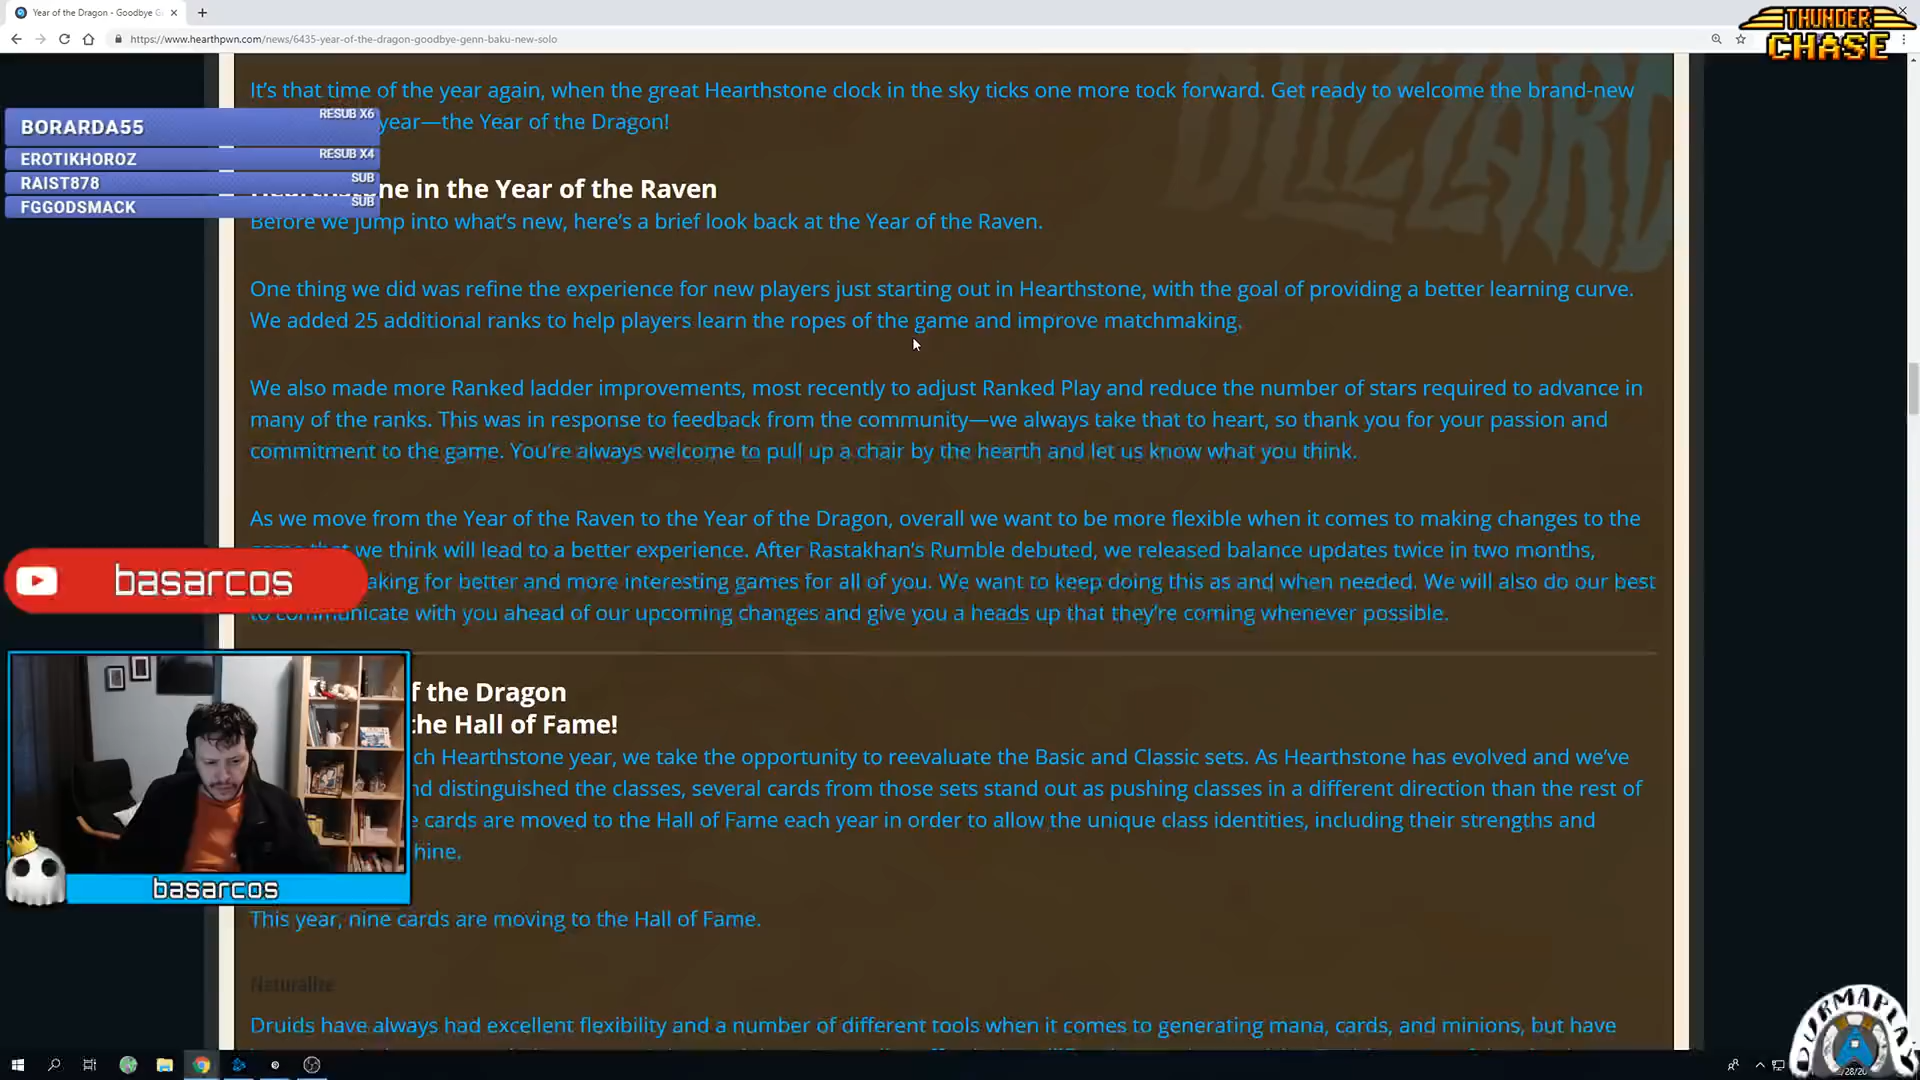 Year of the Dragon - Goodbye G
https://www.hearthpwn.com/news/6435-year-of-the-dragon-goodbye-genn-baku-new-solo
THUNDER
CHASE
It's that time of the year again, when the great Hearthstone clock in the sky ticks one more tock forward. Get ready to welcome the brand-new
year—the Year of the Dragon!
BLIZZARD
BORARDA55 RESUB X6
EROTIKHOROZ RESUB X4
RAIST878 SUB
FGGODSMACK SUB
in the Year of the Raven
Before we jump into what's new, here's a brief look back at the Year of the Raven.
One thing we did was refine the experience for new players just starting out in Hearthstone, with the goal of providing a better learning curve.
We added 25 additional ranks to help players learn the ropes of the game and improve matchmaking.
We also made more Ranked ladder improvements, most recently to adjust Ranked Play and reduce the number of stars required to advance in
many of the ranks. This was in response to feedback from the community—we always take that to heart, so thank you for your passion and
commitment to the game. You're always welcome to pull up a chair by the hearth and let us know what you think.
As we move from the Year of the Raven to the Year of the Dragon, overall we want to be more flexible when it comes to making changes to the
we think will lead to a better experience. After Rastakhan's Rumble debuted, we released balance updates twice in two months,
aking for better and more interesting games for all of you. We want to keep doing this as and when needed. We will also do our best
to communicate with you ahead of our upcoming changes and give you a heads up that they're coming whenever possible.
basarcos
f the Dragon
the Hall of Fame!
ch Hearthstone year, we take the opportunity to reevaluate the Basic and Classic sets. As Hearthstone has evolved and we've
nd distinguished the classes, several cards from those sets stand out as pushing classes in a different direction than the rest of
e cards are moved to the Hall of Fame each year in order to allow the unique class identities, including their strengths and
hine.
basarcos
This year, nine cards are moving to the Hall of Fame.
Naturalize
Druids have always had excellent flexibility and a number of different tools when it comes to generating mana, cards, and minions, but have
DURMAPLAY